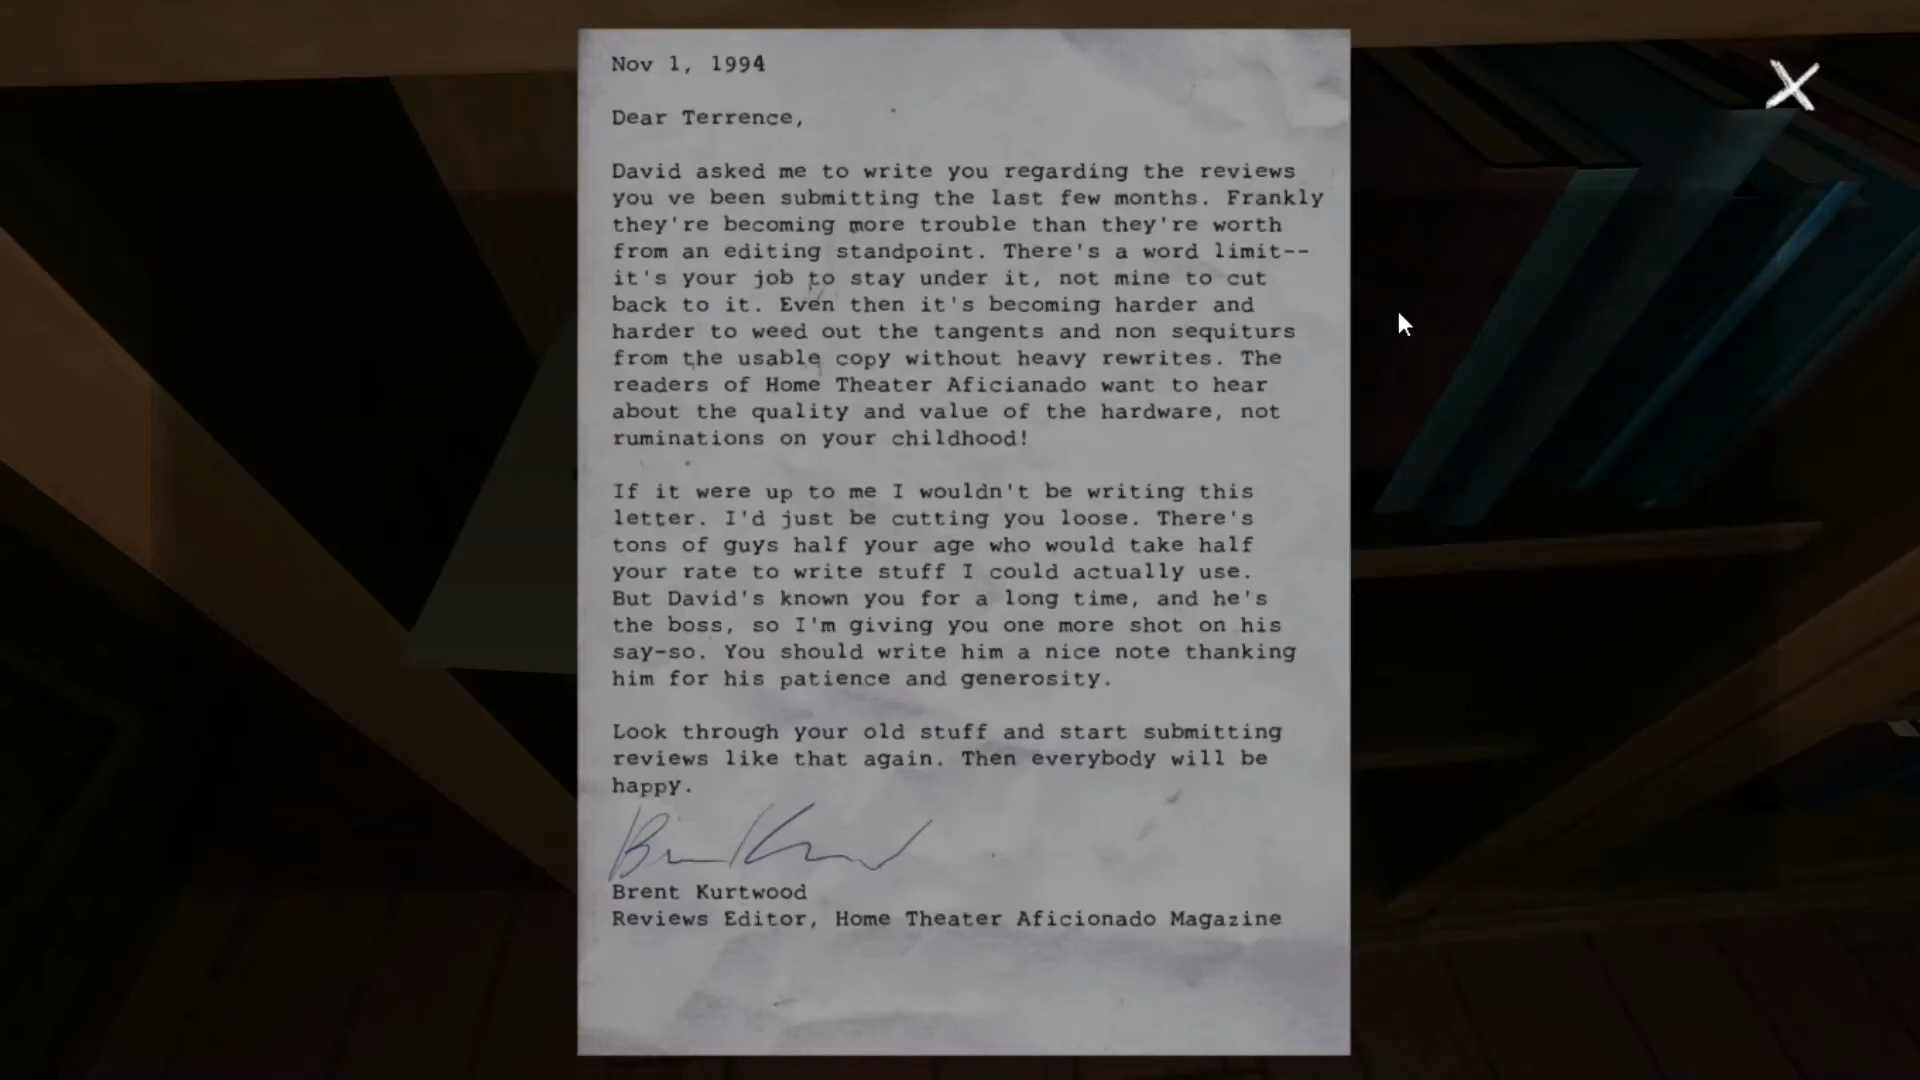 Nov 1, 1994
Dear Terrence,
David asked me to write you regarding the reviews
you ve been submitting the last few months. Frankly
they're becoming more trouble than they're worth
from an editing standpoint. There's a word limit--
it's your job to stay under it, not mine to cut
back to it. Even then it's becoming harder and
harder to weed out the tangents and non sequiturs
from the usable copy without heavy rewrites. The
readers of Home Theater Aficianado want to hear
about the quality and value of the hardware, not
ruminations on your childhood!
If it were up to me I wouldn't be writing this
letter. I'd just be cutting you loose. There's
tons of guys half your age who would take half
your rate to write stuff I could actually use.
But David's known you for a long time, and he's
the boss, so I'm giving you one more shot on his
say-so. You should write him a nice note thanking
him for his patience and generosity.
Look through your old stuff and start submitting
reviews like that again. Then everybody will be
happy.
Brent Kurtwood
Reviews Editor, Home Theater Aficionado Magazine